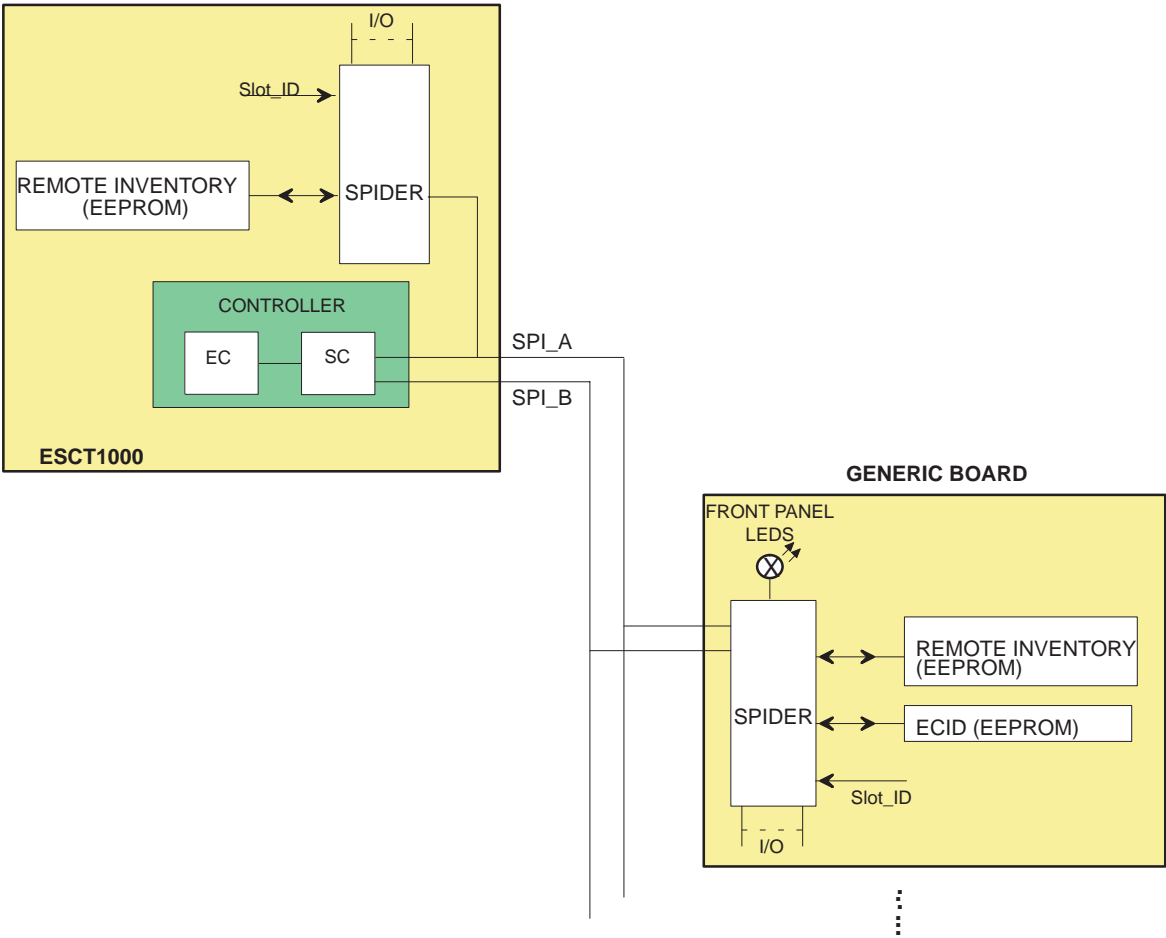 I/O
Slot_ID
REMOTE INVENTORY
(EEPROM)
SPIDER
CONTROLLER
EC
SC
SPI_A
SPI_B
ESCT1000
GENERIC BOARD
FRONT PANEL
LEDS
REMOTE INVENTORY
(EEPROM)
SPIDER
ECID (EEPROM)
Slot_ID
I/O